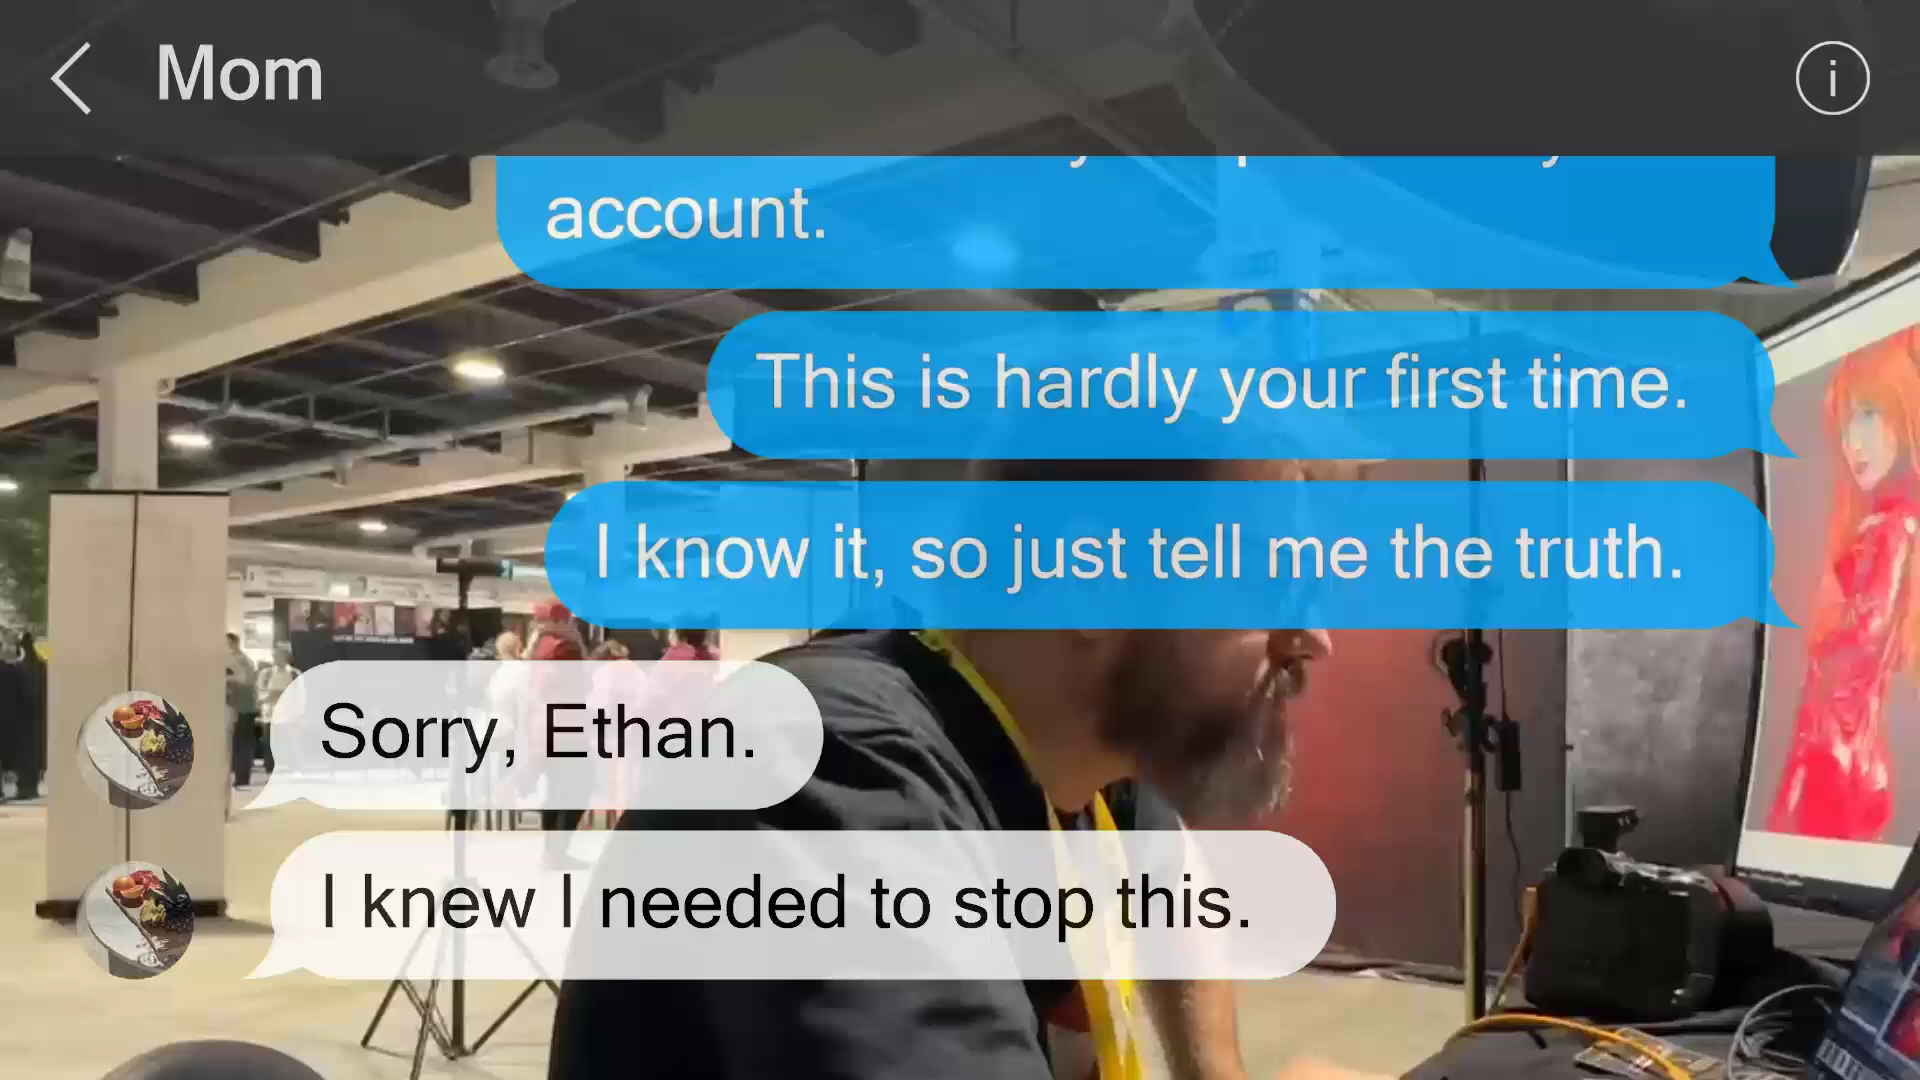 Mom
account.
This is hardly your first time.
I know it, so just tell me the truth.
Sorry, Ethan.
I knew I needed to stop this.